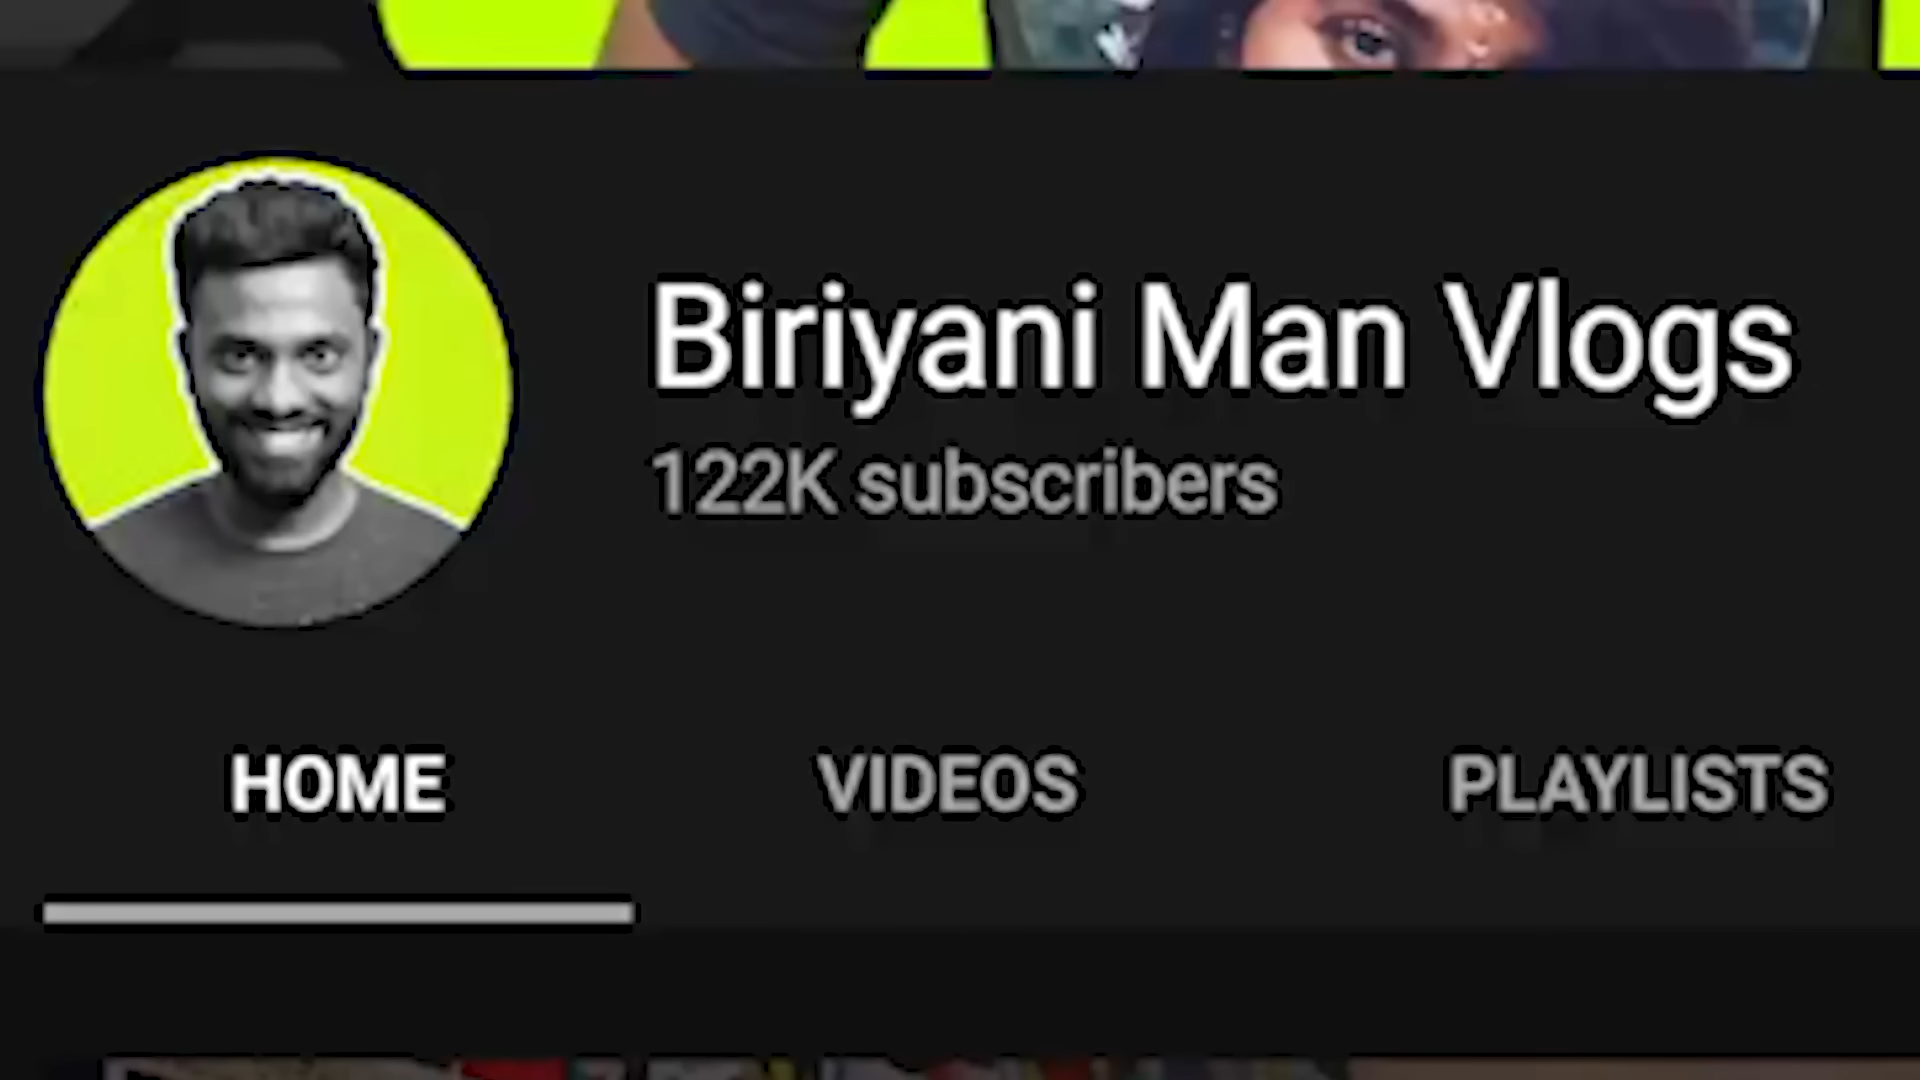 Biriyani Man Vlogs
122K subscribers
HOME
VIDEOS
PLAYLISTS